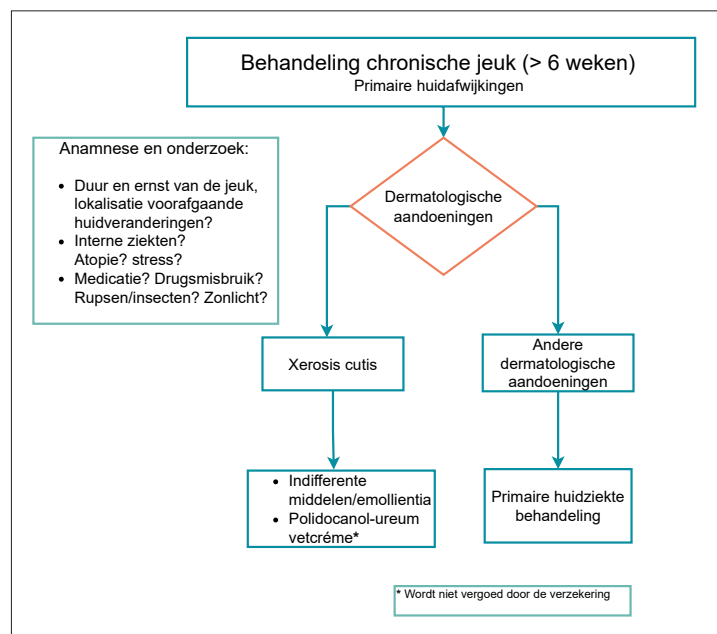 Behandeling chronische jeuk (> 6 weken)
Primaire huidafwijkingen
Anamnese en onderzoek:
• Duur en ernst van de jeuk,
lokalisatie voorafgaande
huidveranderingen?
• Interne ziekten?
Atopie? stress?
• Medicatie? Drugsmisbruik?
Rupsen/insecten? Zonlicht?
Dermatologische
aandoeningen
Xerosis cutis
Andere
dermatologische
aandoeningen
• Indifferente
middelen/emollientia
• Polidocanol-ureum
vetcréme*
Primaire huidziekte
behandeling
* Wordt niet vergoed door de verzekering